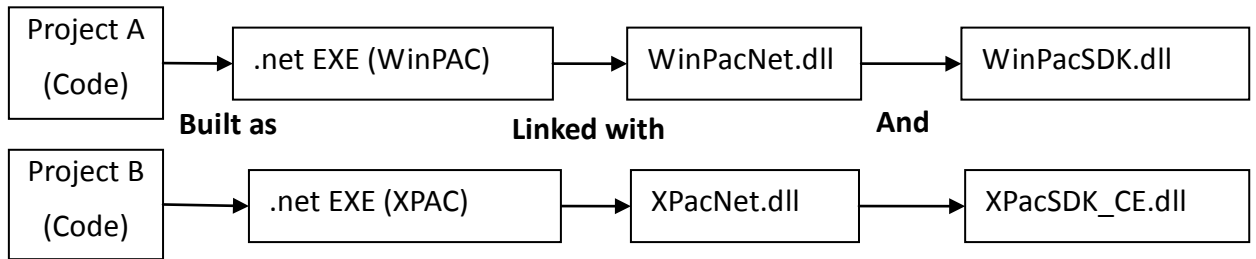 Project A
(Code)
.net EXE (WinPAC)
WinPacNet.dll
WinPacSDK.dll
Built as
Linked with
And
Project B
(Code)
.net EXE (XPAC)
XPacNet.dll
XPacSDK_CE.dll